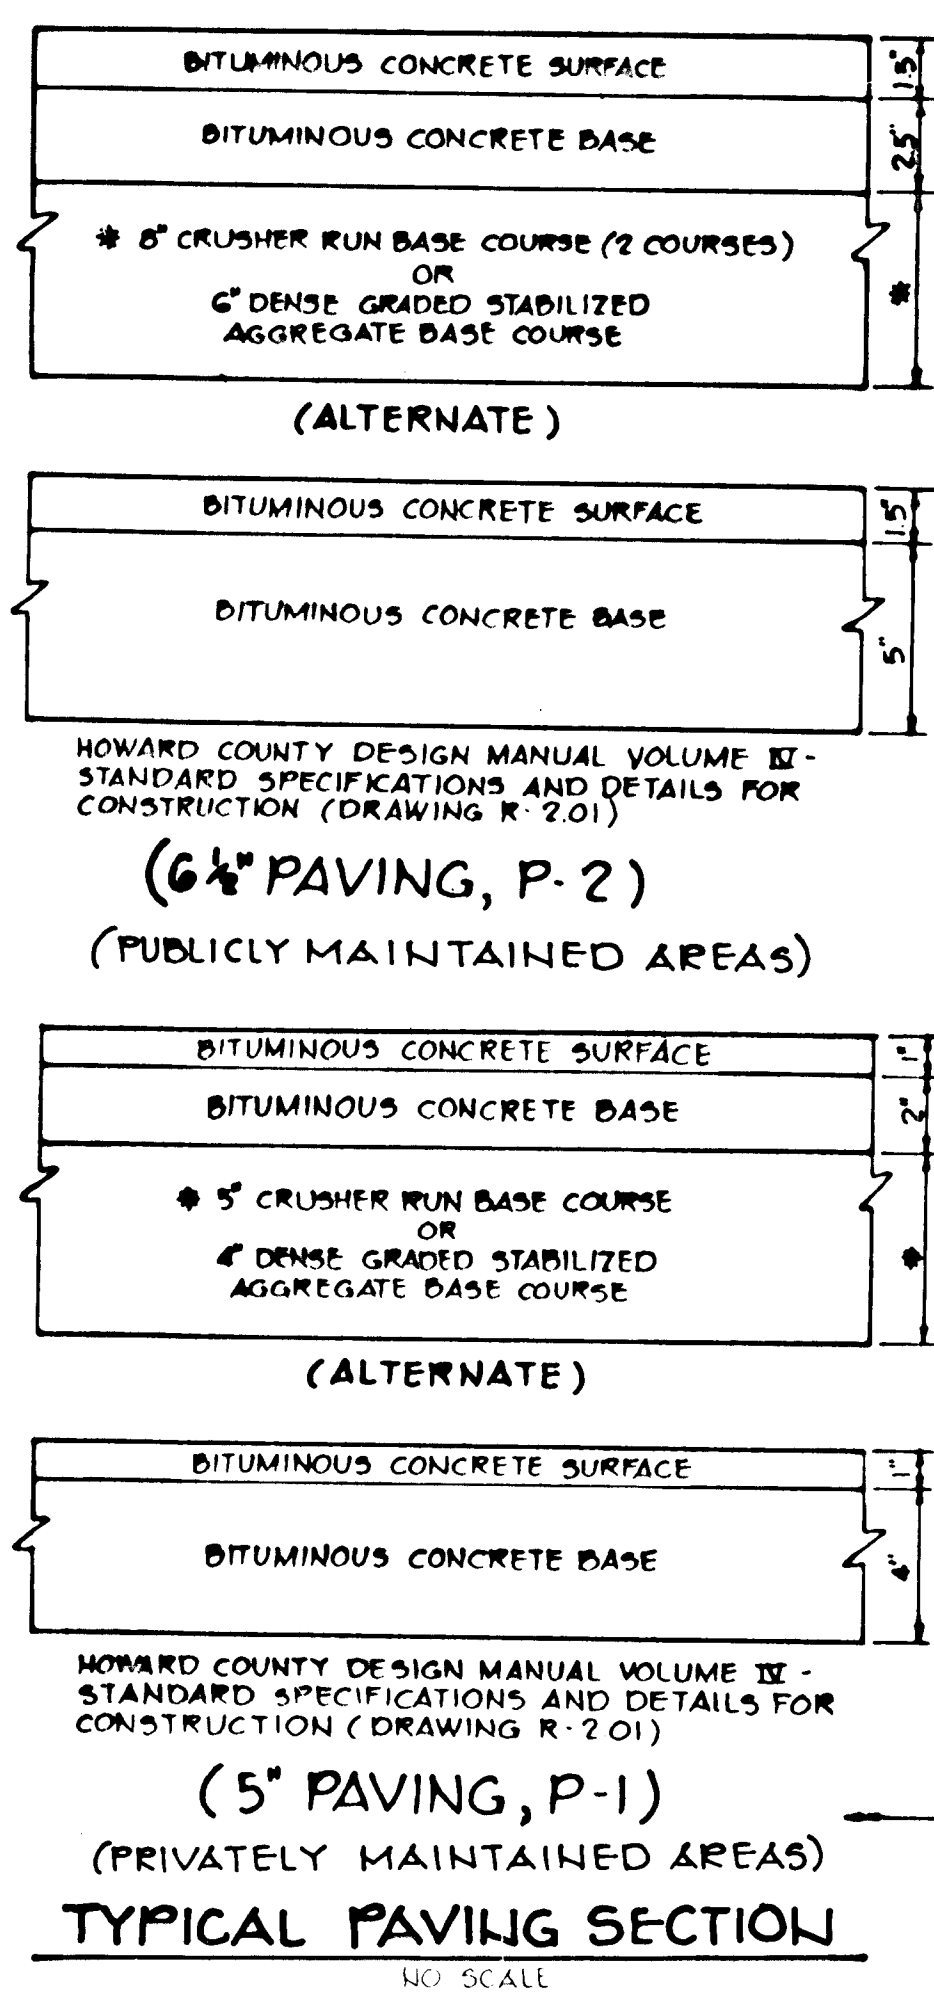 BITUMINOUS CONCRETE SURFACE
1.5"
BITUMINOUS CONCRETE BASE
2.5"
* 8" CRUSHER RUN BASE COURSE (2 COURSES)
OR
6" DENSE GRADED STABILIZED
AGGREGATE BASE COURSE
*
(ALTERNATE)
BITUMINOUS CONCRETE SURFACE
1.5"
BITUMINOUS CONCRETE BASE
5"
HOWARD COUNTY DESIGN MANUAL VOLUME IV -
STANDARD SPECIFICATIONS AND DETAILS FOR
CONSTRUCTION (DRAWING R-2.01)
(6 1/2" PAVING, P-2)
(PUBLICLY MAINTAINED AREAS)
BITUMINOUS CONCRETE SURFACE
1"
BITUMINOUS CONCRETE BASE
2"
* 5" CRUSHER RUN BASE COURSE
OR
4" DENSE GRADED STABILIZED
AGGREGATE BASE COURSE
*
(ALTERNATE)
BITUMINOUS CONCRETE SURFACE
1"
BITUMINOUS CONCRETE BASE
4"
HOWARD COUNTY DESIGN MANUAL VOLUME IV -
STANDARD SPECIFICATIONS AND DETAILS FOR
CONSTRUCTION (DRAWING R-2 01)
(5" PAVING, P-1)
(PRIVATELY MAINTAINED AREAS)
TYPICAL PAVING SECTION
NO SCALE